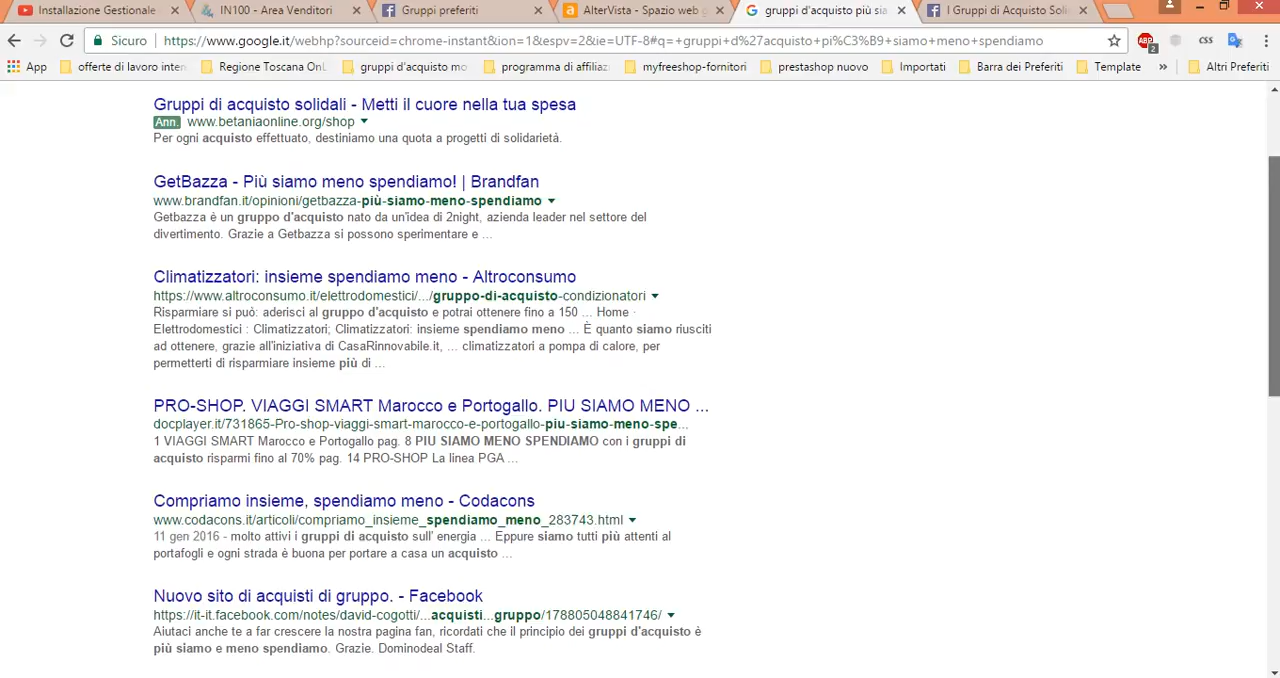 Installazione Gestionale
IN100 - Area Venditori
Gruppi preferiti
AlterVista - Spazio web g
gruppi d'acquisto più sia
I Gruppi di Acquisto Soli
Sicuro
https://www.google.it/webhp?sourceid=chrome-instant&ion=1&espv=2&ie=UTF-8#q=+gruppi+d%27acquisto+pi%C3%B9+siamo+meno+spendiamo
ABP
2
CSS
App
offerte di lavoro inten
Regione Toscana OnL
gruppi d'acquisto mo
programma di affiliaz
myfreeshop-fornitori
prestashop nuovo
Importati
Barra dei Preferiti
Template
»
Altri Preferiti
Gruppi di acquisto solidali - Metti il cuore nella tua spesa
Ann. www.betaniaonline.org/shop
Per ogni acquisto effettuato, destiniamo una quota a progetti di solidarietà.
GetBazza - Più siamo meno spendiamo! | Brandfan
www.brandfan.it/opinioni/getbazza-più-siamo-meno-spendiamo
Getbazza è un gruppo d'acquisto nato da un'idea di 2night, azienda leader nel settore del
divertimento. Grazie a Getbazza si possono sperimentare e ...
Climatizzatori: insieme spendiamo meno - Altroconsumo
https://www.altroconsumo.it/elettrodomestici/.../gruppo-di-acquisto-condizionatori
Risparmiare si può: aderisci al gruppo d'acquisto e potrai ottenere fino a 150 ... Home ·
Elettrodomestici : Climatizzatori; Climatizzatori: insieme spendiamo meno ... È quanto siamo riusciti
ad ottenere, grazie all'iniziativa di CasaRinnovabile.it, ... climatizzatori a pompa di calore, per
permetterti di risparmiare insieme più di ...
PRO-SHOP. VIAGGI SMART Marocco e Portogallo. PIU SIAMO MENO ...
docplayer.it/731865-Pro-shop-viaggi-smart-marocco-e-portogallo-piu-siamo-meno-spe...
1 VIAGGI SMART Marocco e Portogallo pag. 8 PIU SIAMO MENO SPENDIAMO con i gruppi di
acquisto risparmi fino al 70% pag. 14 PRO-SHOP La linea PGA ...
Compriamo insieme, spendiamo meno - Codacons
www.codacons.it/articoli/compriamo_insieme_spendiamo_meno_283743.html
11 gen 2016 - molto attivi i gruppi di acquisto sull' energia ... Eppure siamo tutti più attenti al
portafogli e ogni strada è buona per portare a casa un acquisto ...
Nuovo sito di acquisti di gruppo. - Facebook
https://it-it.facebook.com/notes/david-cogotti/...acquisti...gruppo/178805048841746/
Aiutaci anche te a far crescere la nostra pagina fan, ricordati che il principio dei gruppi d'acquisto è
più siamo e meno spendiamo. Grazie. Dominodeal Staff.